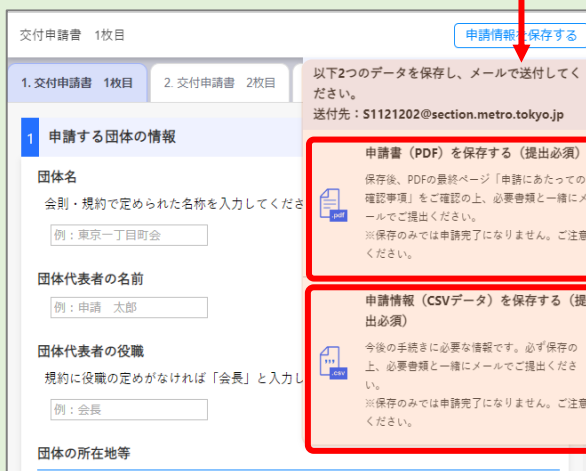 交付申請書　1枚目
申請情報を保存する
1. 交付申請書　1枚目
2. 交付申請書　2枚目
1　申請する団体の情報
団体名
会則・規約で定められた名称を入力してくださ
例：東京一丁目町会
団体代表者の名前
例：申請　太郎
団体代表者の役職
規約に役職の定めがなければ「会長」と入力し
例：会長
団体の所在地等
以下2つのデータを保存し、メールで送付してく
ださい。
送付先：S1121202@section.metro.tokyo.jp
申請書（PDF）を保存する（提出必須）
保存後、PDFの最終ページ「申請にあたっての
確認事項」をご確認の上、必要書類と一緒にメ
ールでご提出ください。
※保存のみでは申請完了になりません。ご注意
ください。
.pdf
申請情報（CSVデータ）を保存する（提
出必須）
今後の手続きに必要な情報です。必ず保存の
上、必要書類と一緒にメールでご提出くださ
い。
※保存のみでは申請完了になりません。ご注意
ください。
.csv